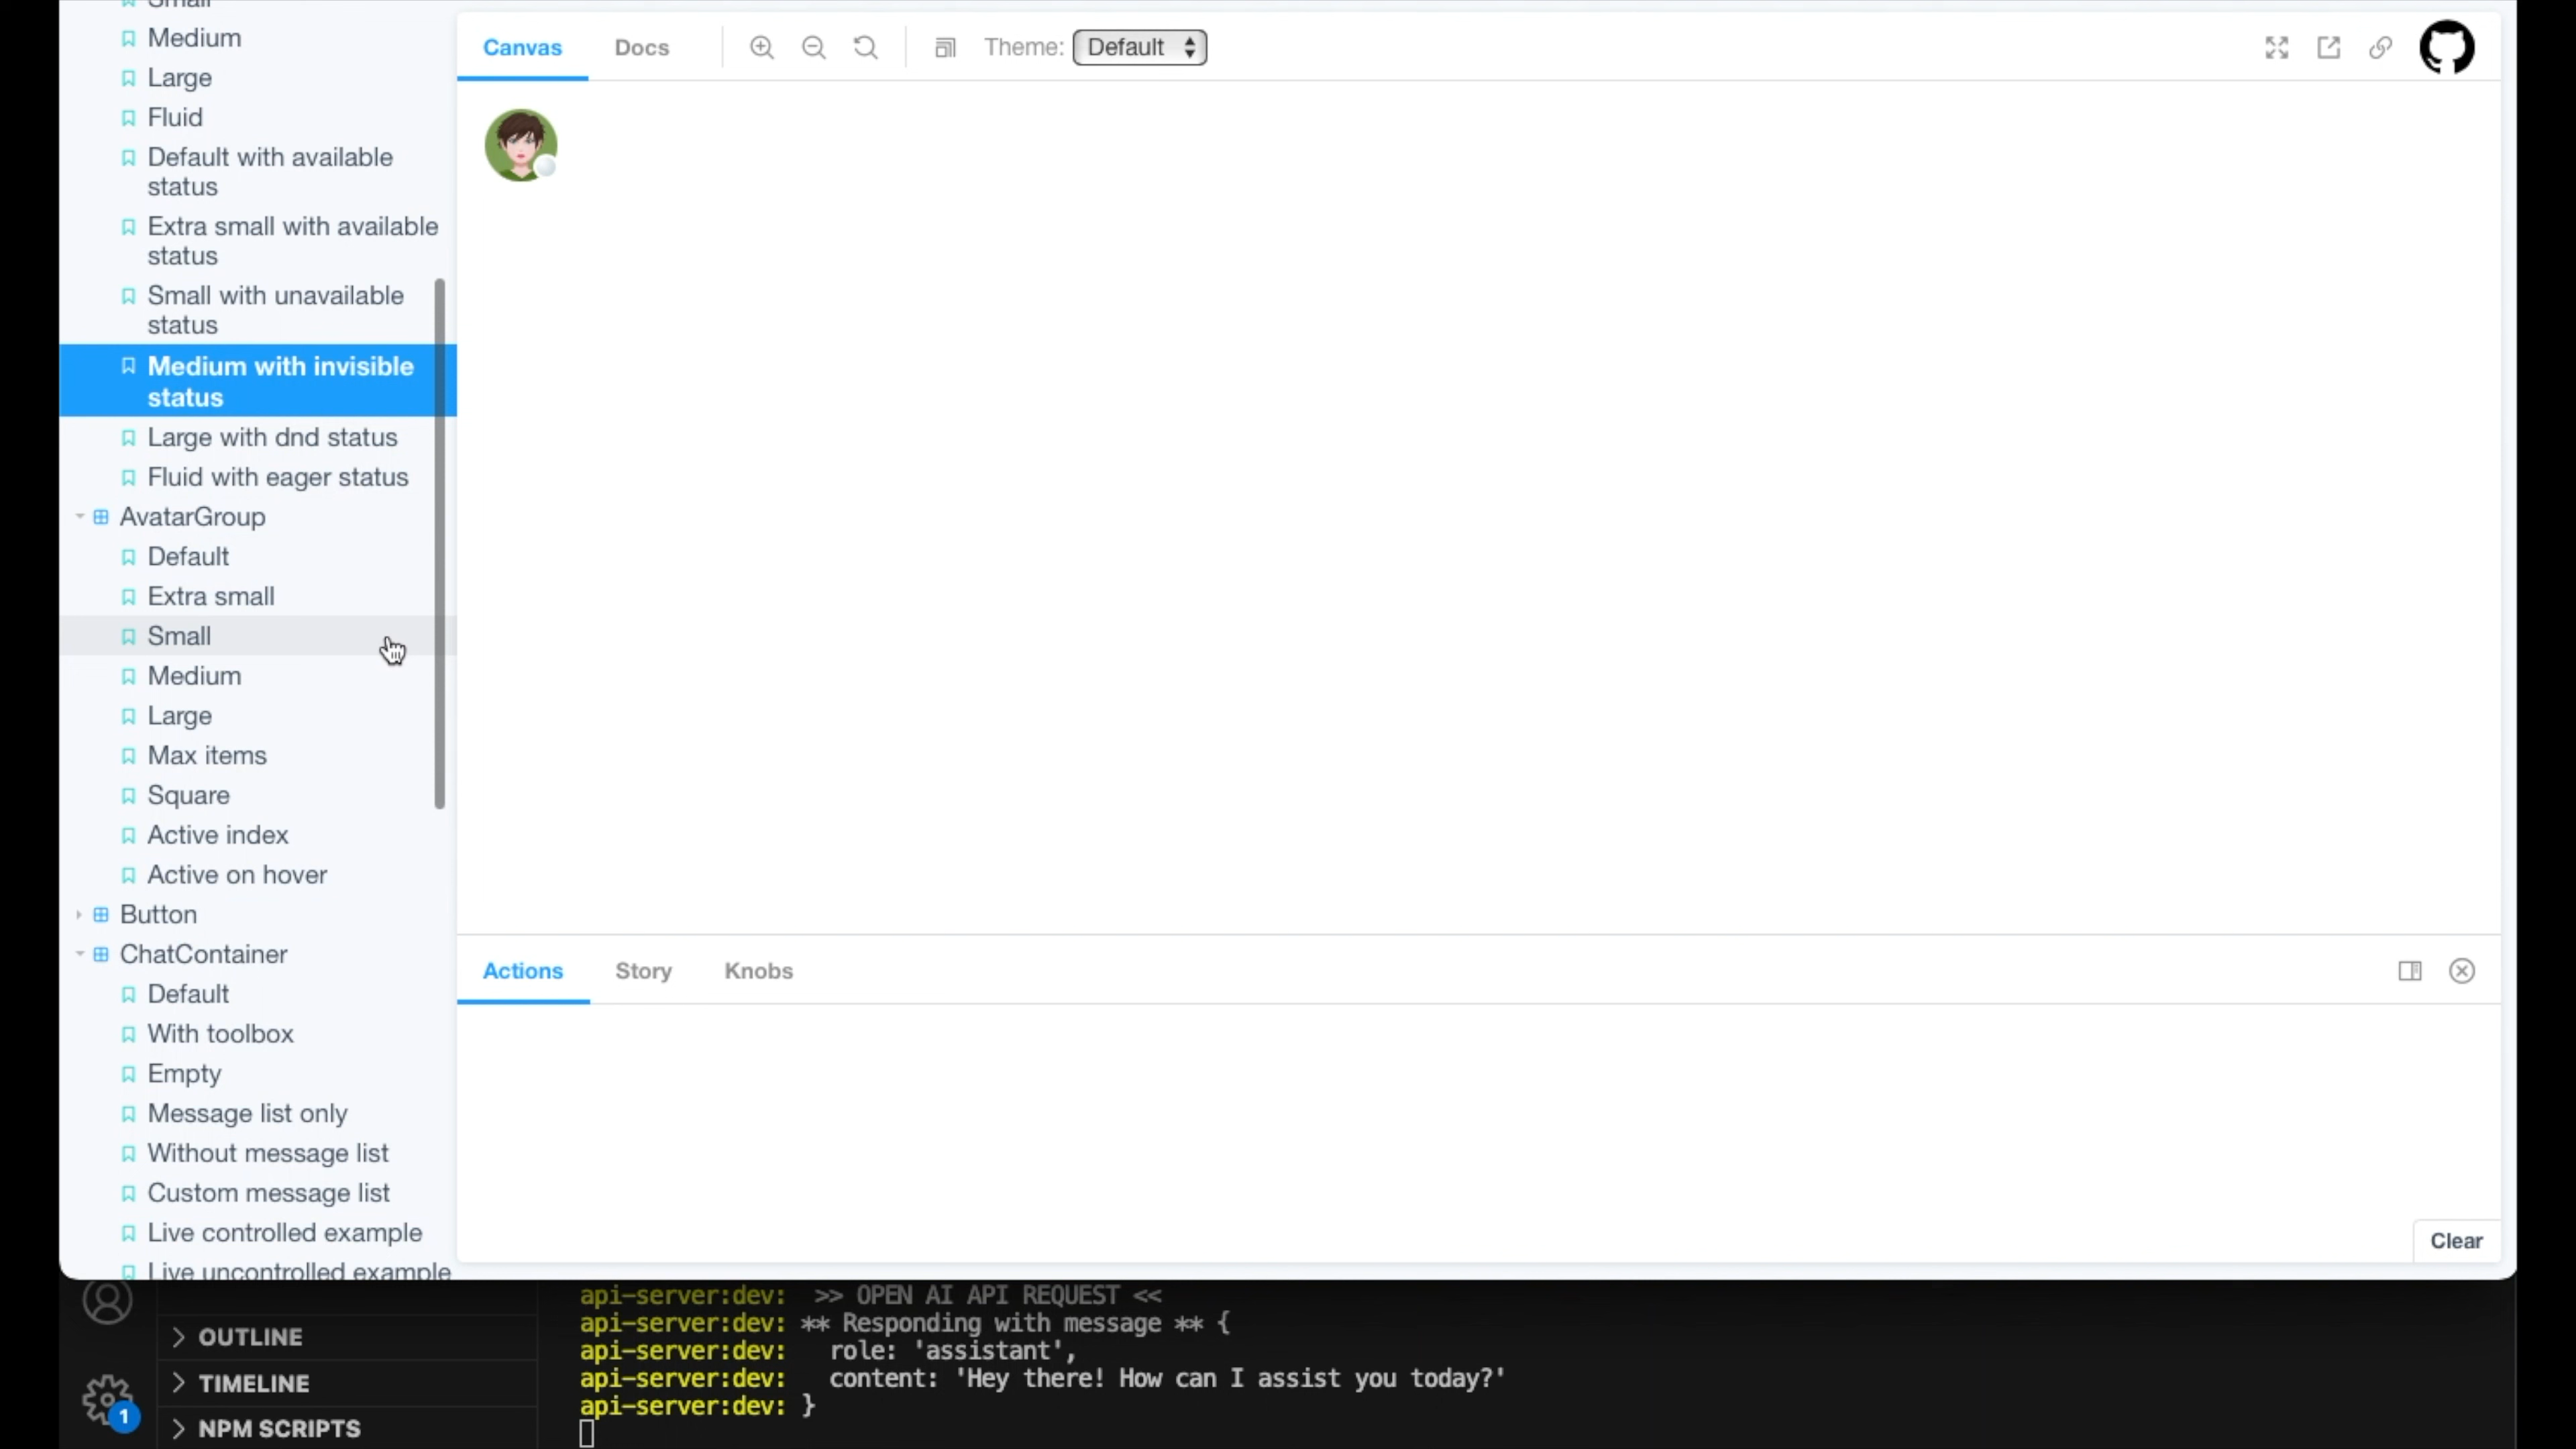 Small
Medium
Large
Fluid
Default with available
status
Extra small with available
status
Small with unavailable
status
Medium with invisible
status
Large with dnd status
Fluid with eager status
AvatarGroup
Default
Extra small
Small
Medium
Large
Max items
Square
Active index
Active on hover
Button
ChatContainer
Default
With toolbox
Empty
Message list only
Without message list
Custom message list
Live controlled example
Live uncontrolled example
Canvas Docs Theme: Default
Actions Story Knobs
Clear
OUTLINE
TIMELINE
1
NPM SCRIPTS
api-server:dev: >> OPEN AI API REQUEST <<
api-server:dev: ** Responding with message ** {
api-server:dev: role: 'assistant',
api-server:dev: content: 'Hey there! How can I assist you today?'
api-server:dev: }